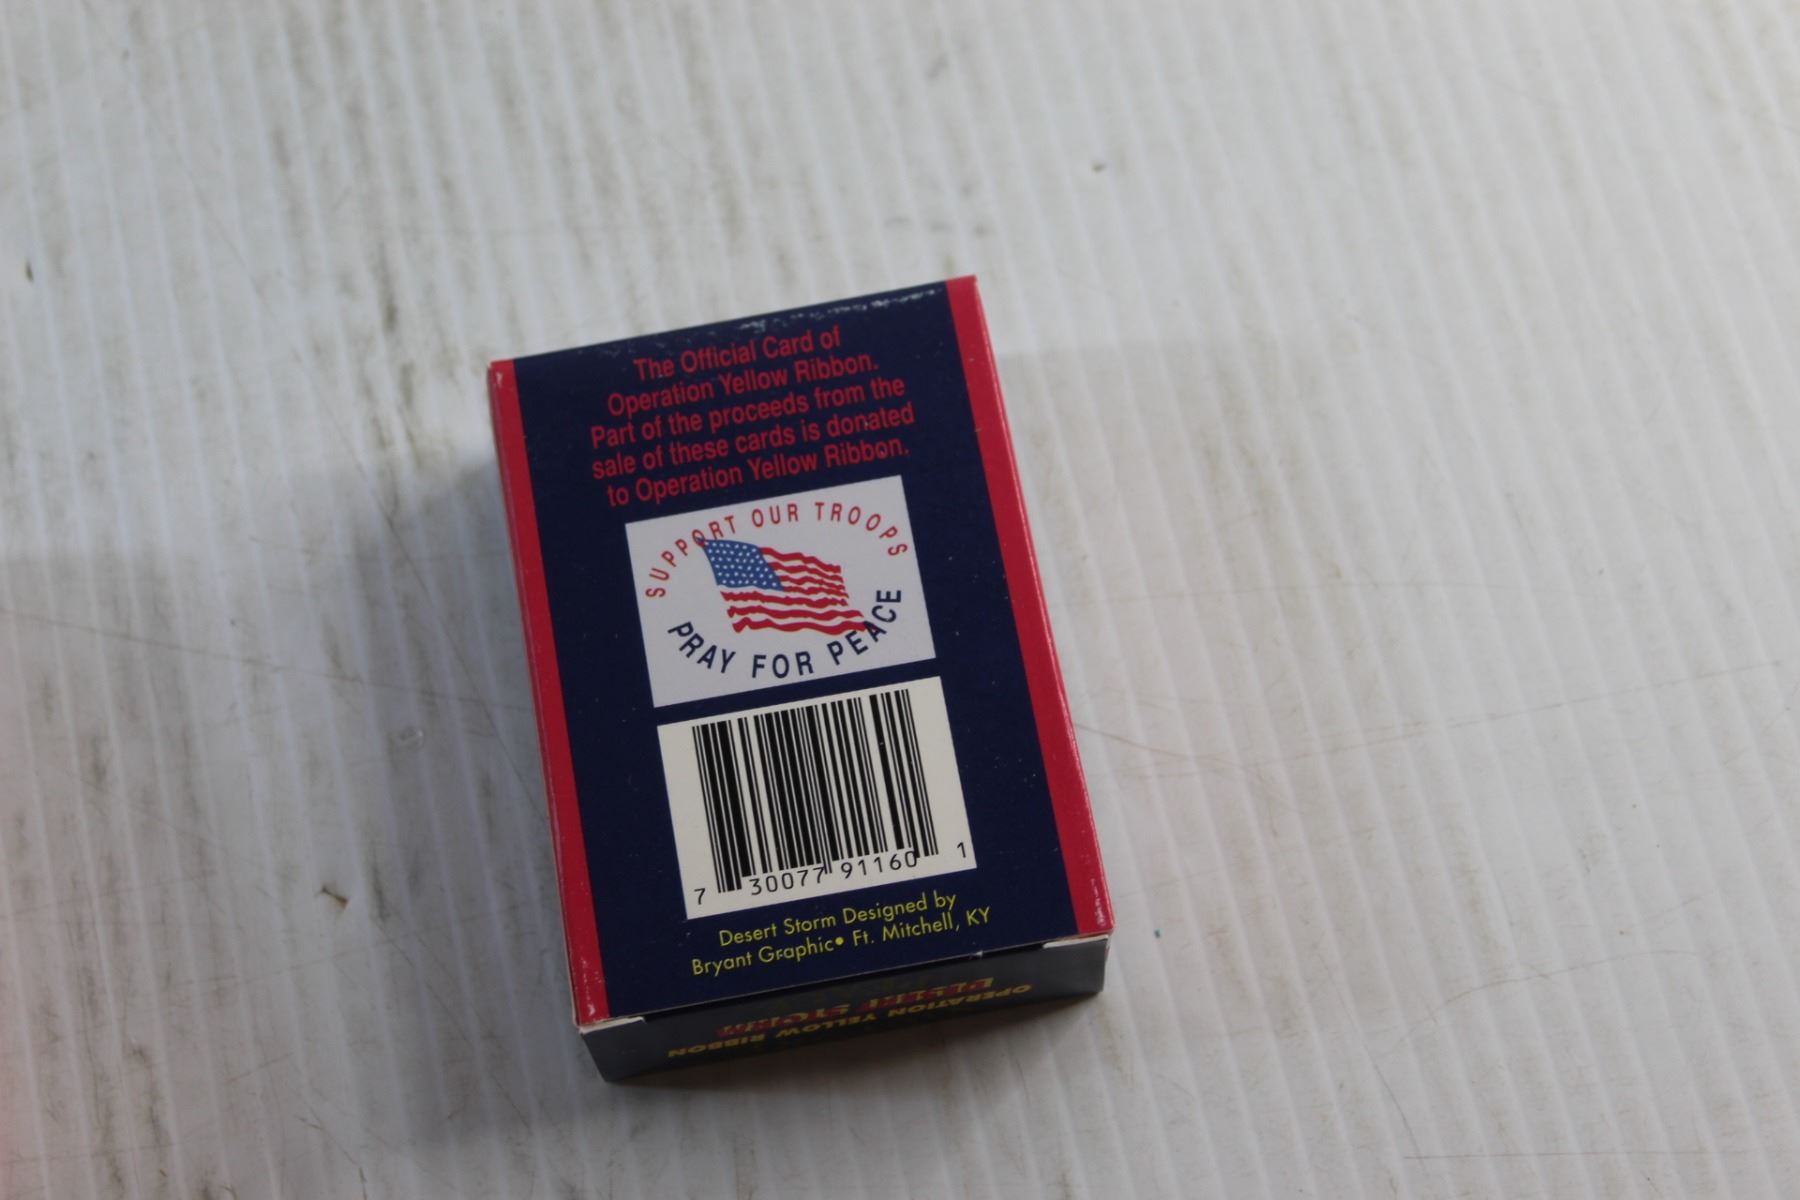 The Official Card of
Operation Yellow Ribbon.
Part of the proceeds from the
sale of these cards is donated
to Operation Yellow Ribbon.
SUPPORT OUR TROOPS
PRAY FOR PEACE
7 30077 91160 1
Desert Storm Designed by
Bryant Graphic• Ft. Mitchell, KY
DESERT STORM
OPERATION YELLOW RIBBON